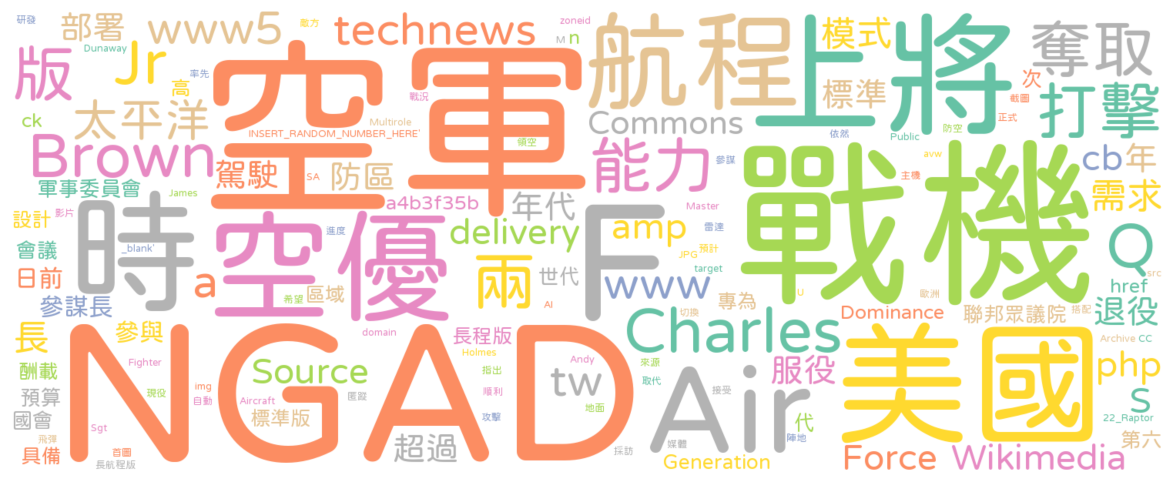 研發
部署
www5
敵方
technews
zoneid
M
n
航程
上將
模式
奪取
版
Dunaway
Jr
率先
高
空軍
戰況
標準
次
截圖
打擊
ck
太平洋
Multirole
INSERT_RANDOM_NUMBER_HERE`
領空
Commons
依然
Public
防空
正式
Brown
駕駛
SA
防區
能力
參謀
戰機
avw
主機
cb
年
軍事委員會
James
a4b3f35b
年代
Master
需求
設計
影片
時
_blank`
空優
進度
F
amp
雷達
Q
會議
delivery
JPG
預計
日前
a
兩
世代
www
target
src
href
參謀長
希望
區域
AI
切換
專為
U
歐洲
聯邦眾議院
搭配
退役
長
參與
NGAD
domain
長程版
Charles
Dominance
美國
Archive
CC
酬載
Fighter
Source
Holmes
指出
Andy
來源
服役
php
預算
現役
img
自動
Aircraft
匿蹤
順利
tw
取代
接受
Air
S
國會
Sgt
標準版
攻擊
地面
代
22_Raptor
飛彈
首圖
超過
採訪
媒體
陣地
第六
具備
長航程版
Generation
Force
Wikimedia